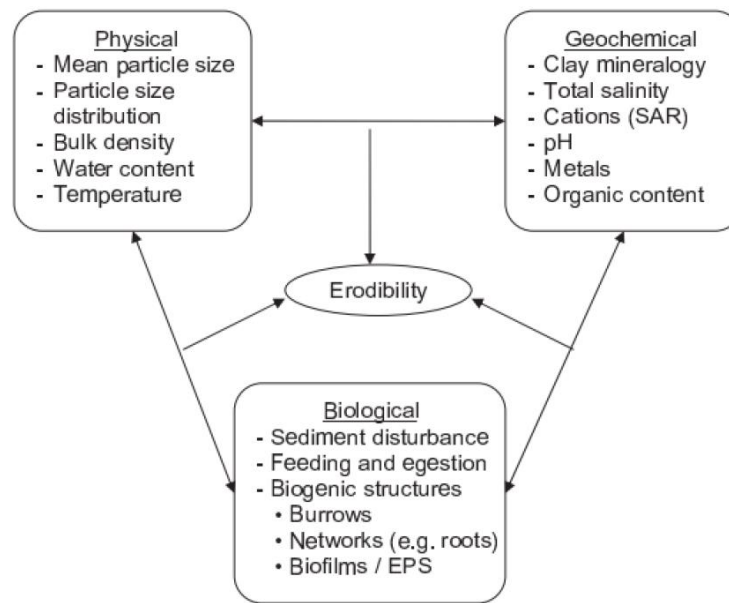 Physical
- Mean particle size
- Particle size
distribution
- Bulk density
- Water content
- Temperature
Geochemical
- Clay mineralogy
- Total salinity
- Cations (SAR)
- pH
- Metals
- Organic content
Erodibility
Biological
- Sediment disturbance
- Feeding and egestion
- Biogenic structures
• Burrows
• Networks (e.g. roots)
• Biofilms / EPS